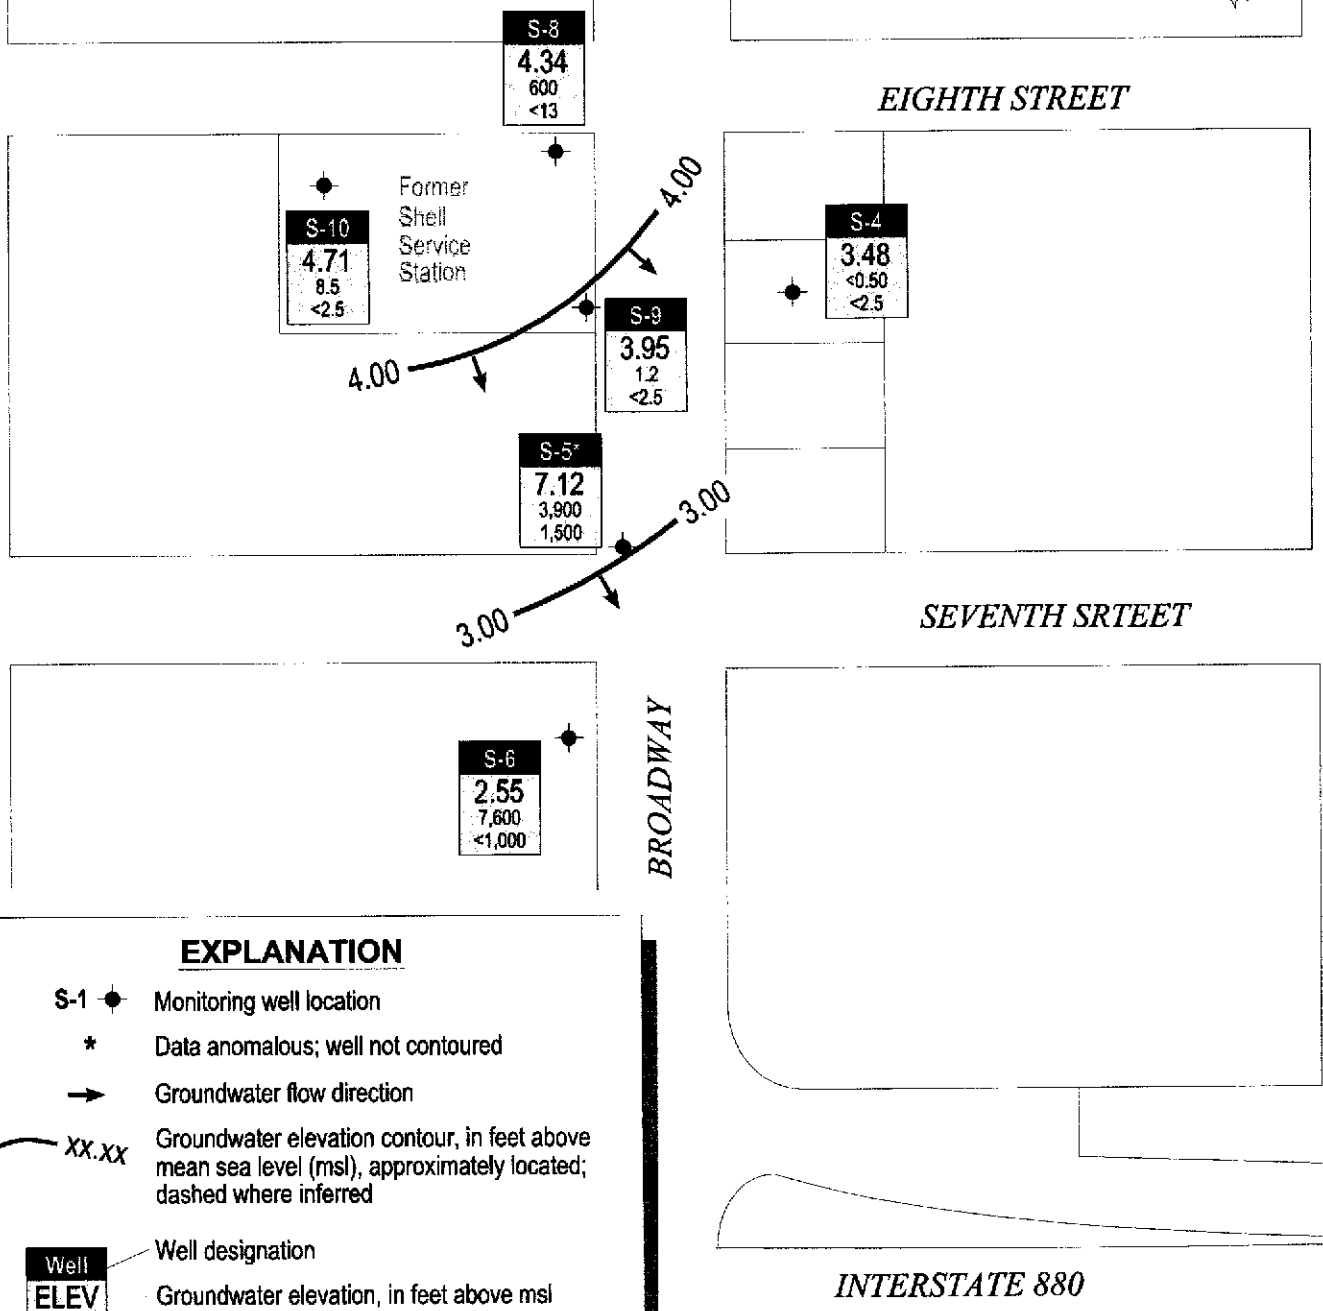 S-8
4.34
600
<13
EIGHTH STREET
Former
Shell
Service
Station
S-10
4.71
8.5
<2.5
4.00
4.00
S-4
3.48
<0.50
<2.5
S-9
3.95
1.2
<2.5
S-5*
7.12
3,900
1,500
3.00
3.00
SEVENTH SRTEET
S-6
2.55
7,600
<1,000
BROADWAY
EXPLANATION
S-1 Monitoring well location
* Data anomalous; well not contoured
Groundwater flow direction
XX.XX Groundwater elevation contour, in feet above
mean sea level (msl), approximately located;
dashed where inferred
Well Well designation
ELEV Groundwater elevation, in feet above msl
INTERSTATE 880